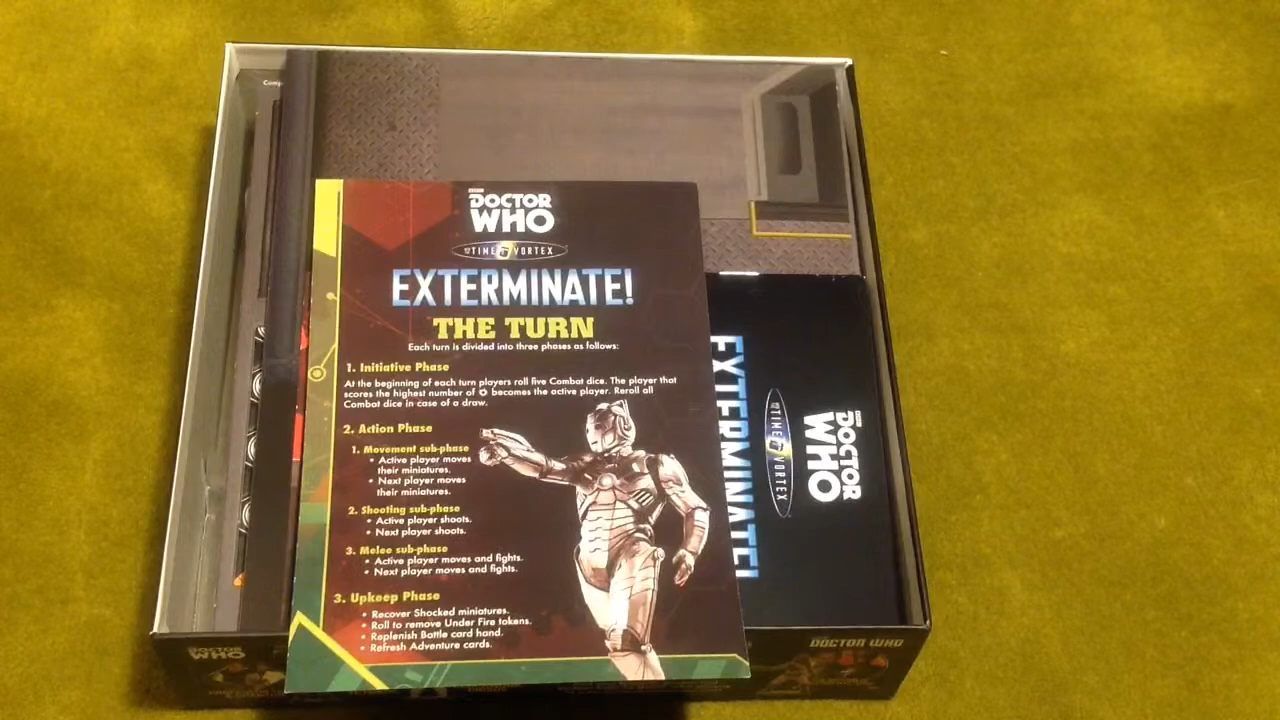 BBC
DOCTOR
WHO
INTO THE TIME VORTEX
EXTERMINATE!
THE TURN
Each turn is divided into three phases as follows:
1. Initiative Phase
At the beginning of each turn players roll five Combat dice. The player that
scores the highest number of becomes the active player. Reroll all
Combat dice in case of a draw.
2. Action Phase
1. Movement sub-phase
• Active player moves
their miniatures.
• Next player moves
their miniatures.
2. Shooting sub-phase
• Active player shoots.
• Next player shoots.
3. Melee sub-phase
• Active player moves and fights.
• Next player moves and fights.
3. Upkeep Phase
• Recover Shocked miniatures.
• Roll to remove Under Fire tokens.
• Replenish Battle card hand.
• Refresh Adventure cards.
BBC
DOCTOR
WHO
INTO THE TIME VORTEX
EXTERMINATE!
DOCTOR
WHO
DOCTOR WHO